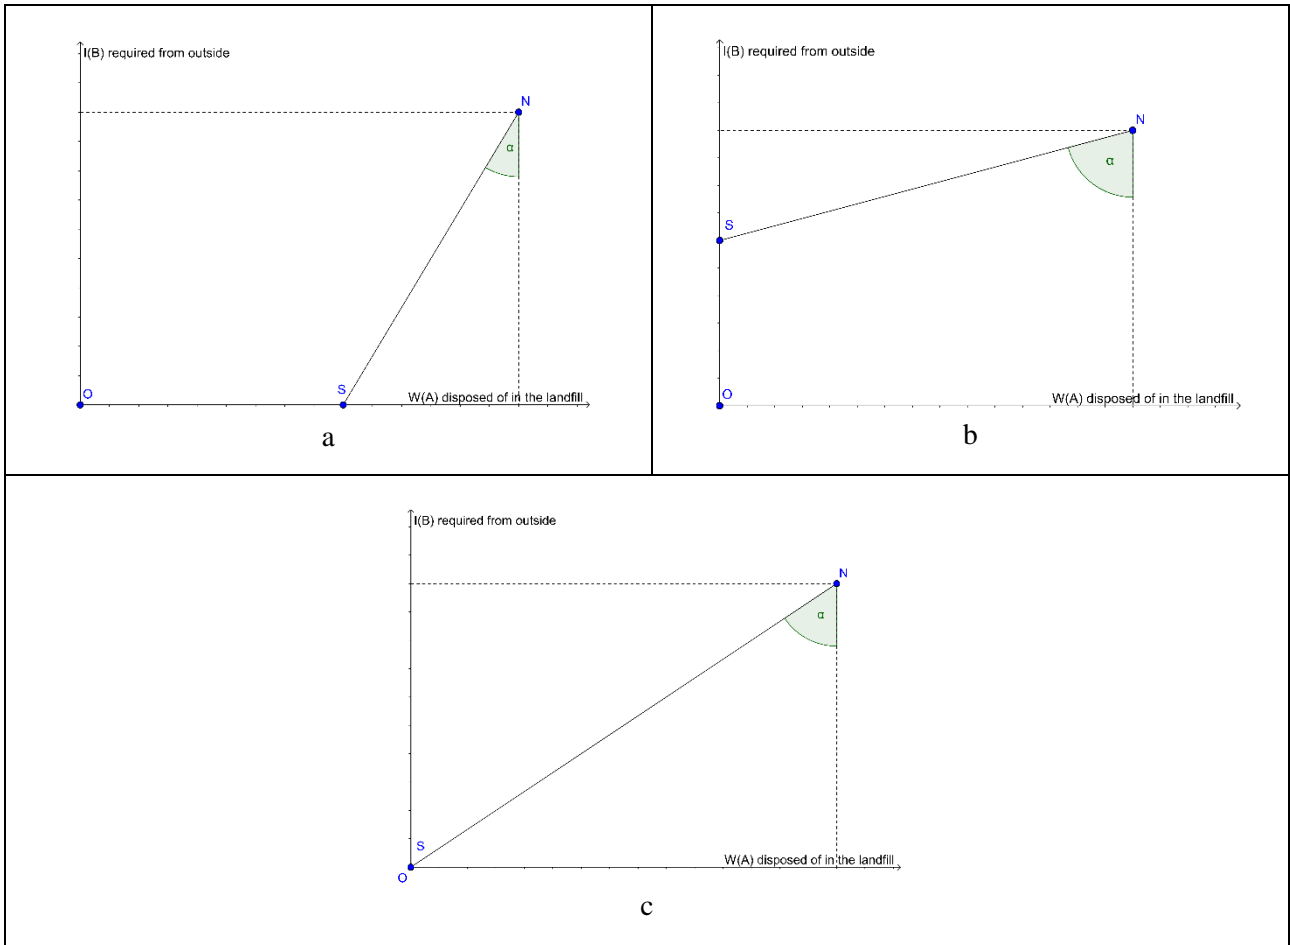 I(B) required from outside
N
α
S
O
W(A) disposed of in the landfill
a
I(B) required from outside
N
α
S
O
W(A) disposed of in the landfill
b
I(B) required from outside
N
α
S
W(A) disposed of in the landfill
O
c